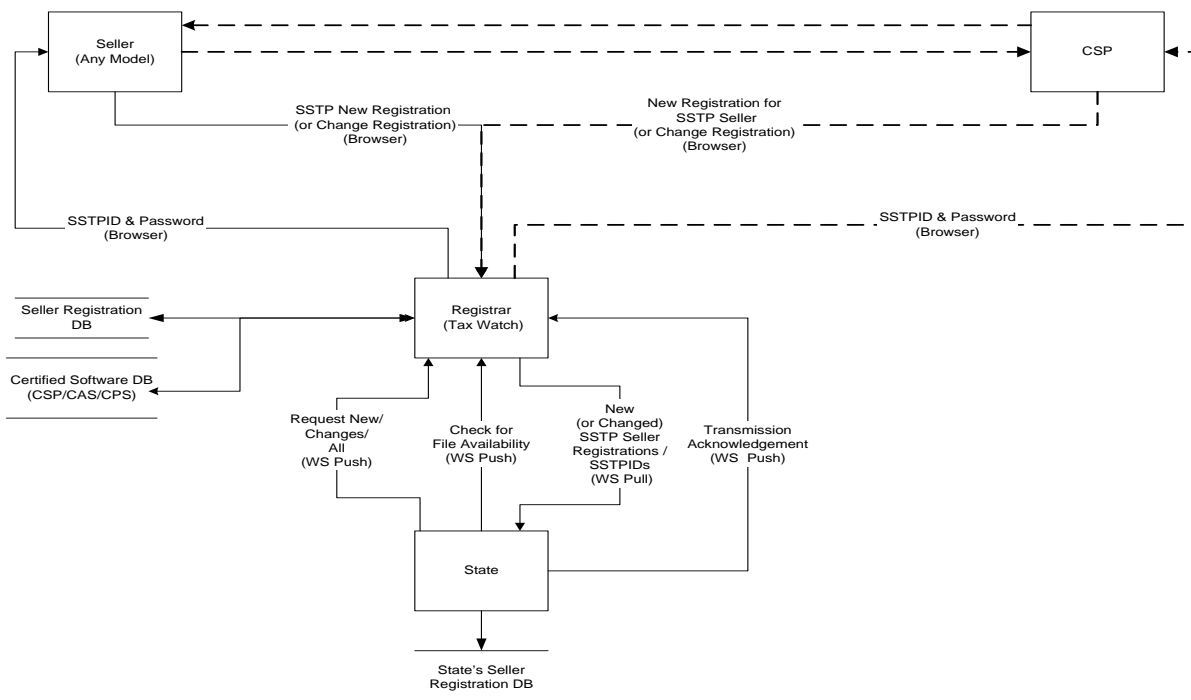 Seller
(Any Model)
CSP
SSTP New Registration
(or Change Registration)
(Browser)
New Registration for
SSTP Seller
(or Change Registration)
(Browser)
SSTPID & Password
(Browser)
SSTPID & Password
(Browser)
Seller Registration
DB
Registrar
(Tax Watch)
Certified Software DB
(CSP/CAS/CPS)
Request New/
Changes/
All
(WS Push)
Check for
File Availability
(WS Push)
New
(or Changed)
SSTP Seller
Registrations /
SSTPIDs
(WS Pull)
Transmission
Acknowledgement
(WS Push)
State
State's Seller
Registration DB